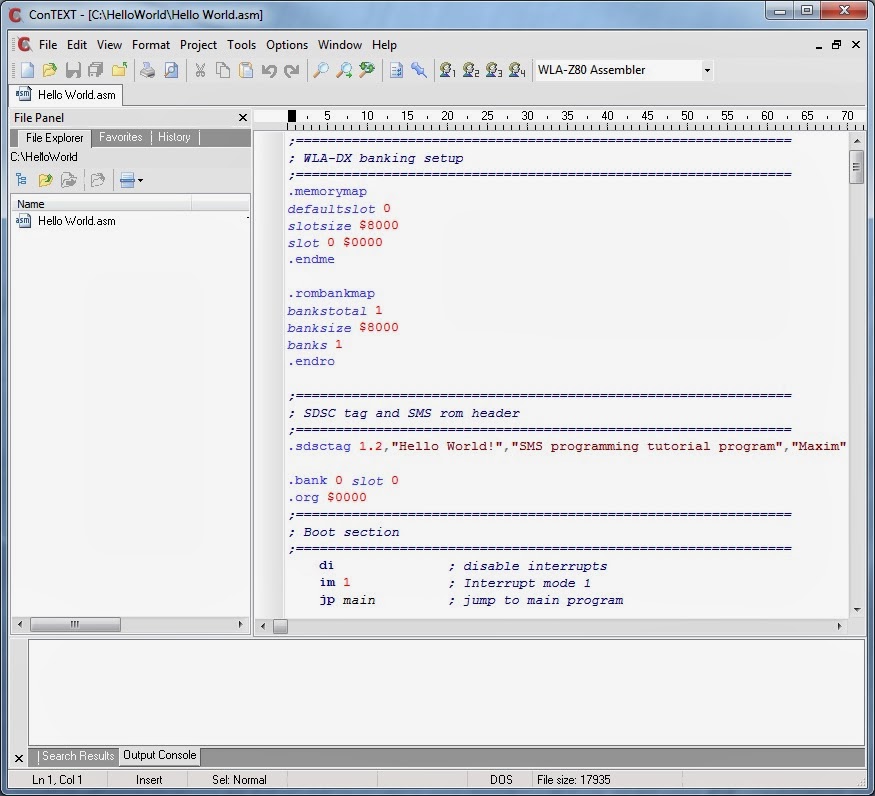 ConTEXT - [C:\HelloWorld\Hello World.asm]
File Edit View Format Project Tools Options Window Help
1 2 3 4 WLA-Z80 Assembler
asm Hello World.asm
File Panel
File Explorer Favorites History
C:\HelloWorld
Name
asm Hello World.asm
5 10 15 20 25 30 35 40 45 50 55 60 65 70
;==============================================================
; WLA-DX banking setup
;==============================================================
.memorymap
defaultslot 0
slotsize $8000
slot 0 $0000
.endme
.rombankmap
bankstotal 1
banksize $8000
banks 1
.endro
;==============================================================
; SDSC tag and SMS rom header
;==============================================================
.sdsctag 1.2,"Hello World!","SMS programming tutorial program","Maxim"
.bank 0 slot 0
.org $0000
;==============================================================
; Boot section
;==============================================================
di ; disable interrupts
im 1 ; Interrupt mode 1
jp main ; jump to main program
Search Results Output Console
Ln 1, Col 1 Insert Sel: Normal DOS File size: 17935